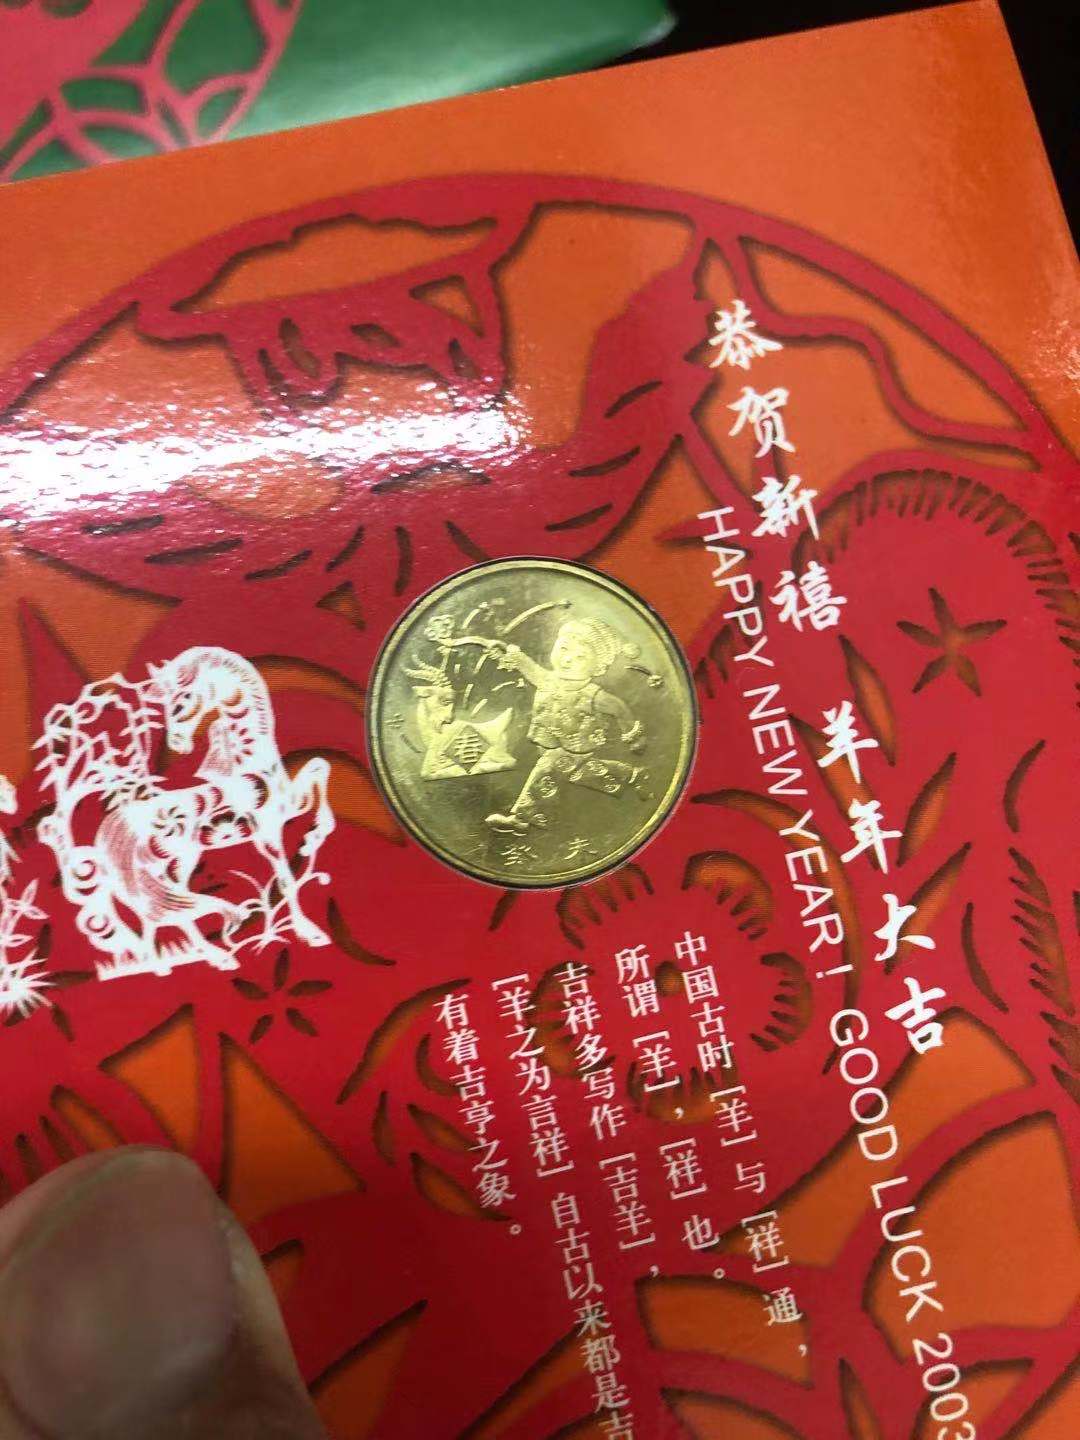 恭贺新禧 羊年大吉
HAPPY NEW YEAR! GOOD LUCK 2003
中国古时[羊]与[祥]通，
所谓[羊]，[祥]也。
吉祥多写作[吉羊]，
[羊之为言祥]自古以来都是吉
有着吉亨之象。
春
癸未